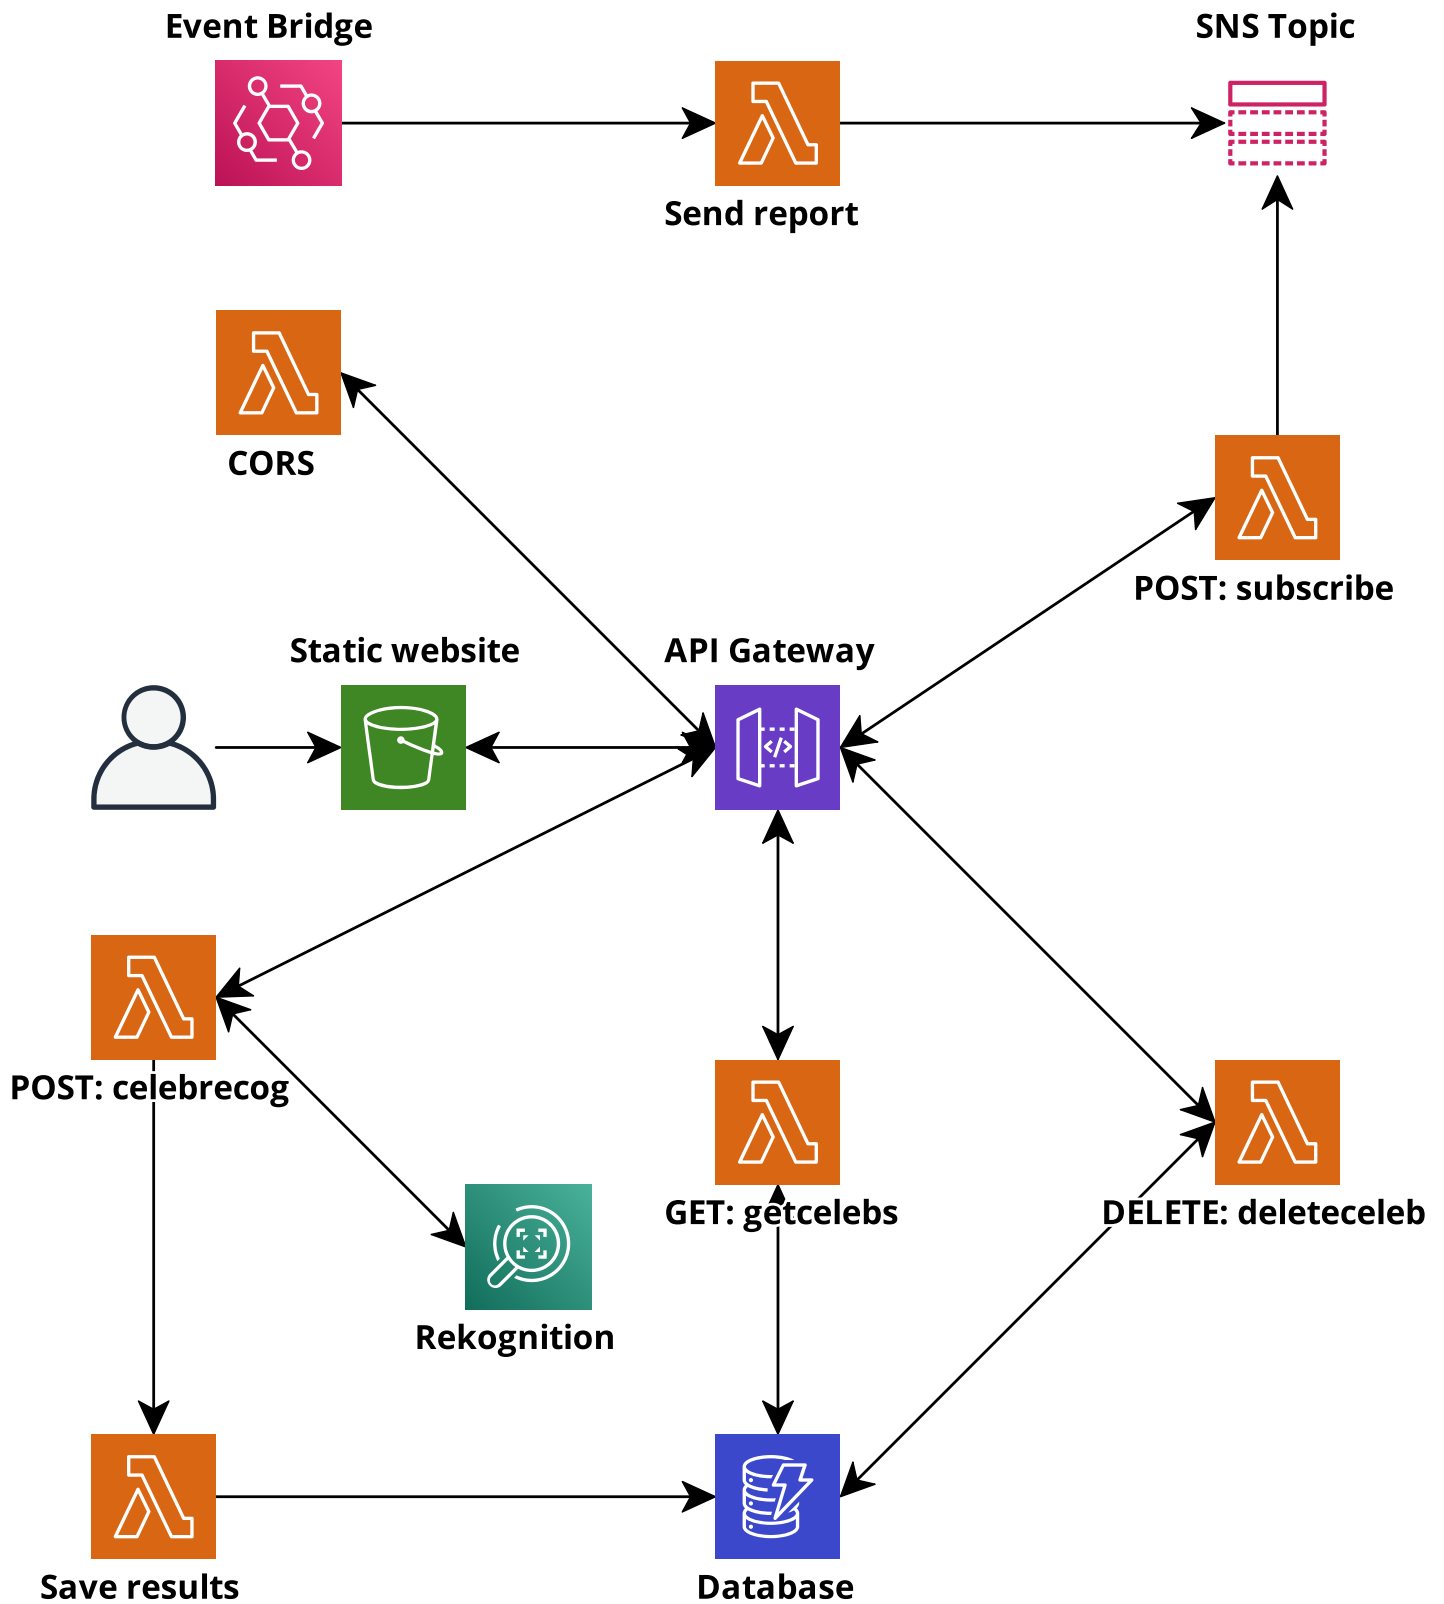 Event Bridge
SNS Topic
Send report
CORS
POST: subscribe
Static website
API Gateway
POST: celebrecog
GET: getcelebs
DELETE: deleteceleb
Rekognition
Save results
Database